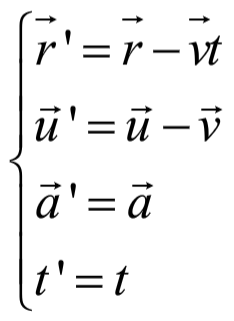 r⃗ ' = r⃗ − v⃗t
u⃗ ' = u⃗ − v⃗
a⃗ ' = a⃗
t ' = t